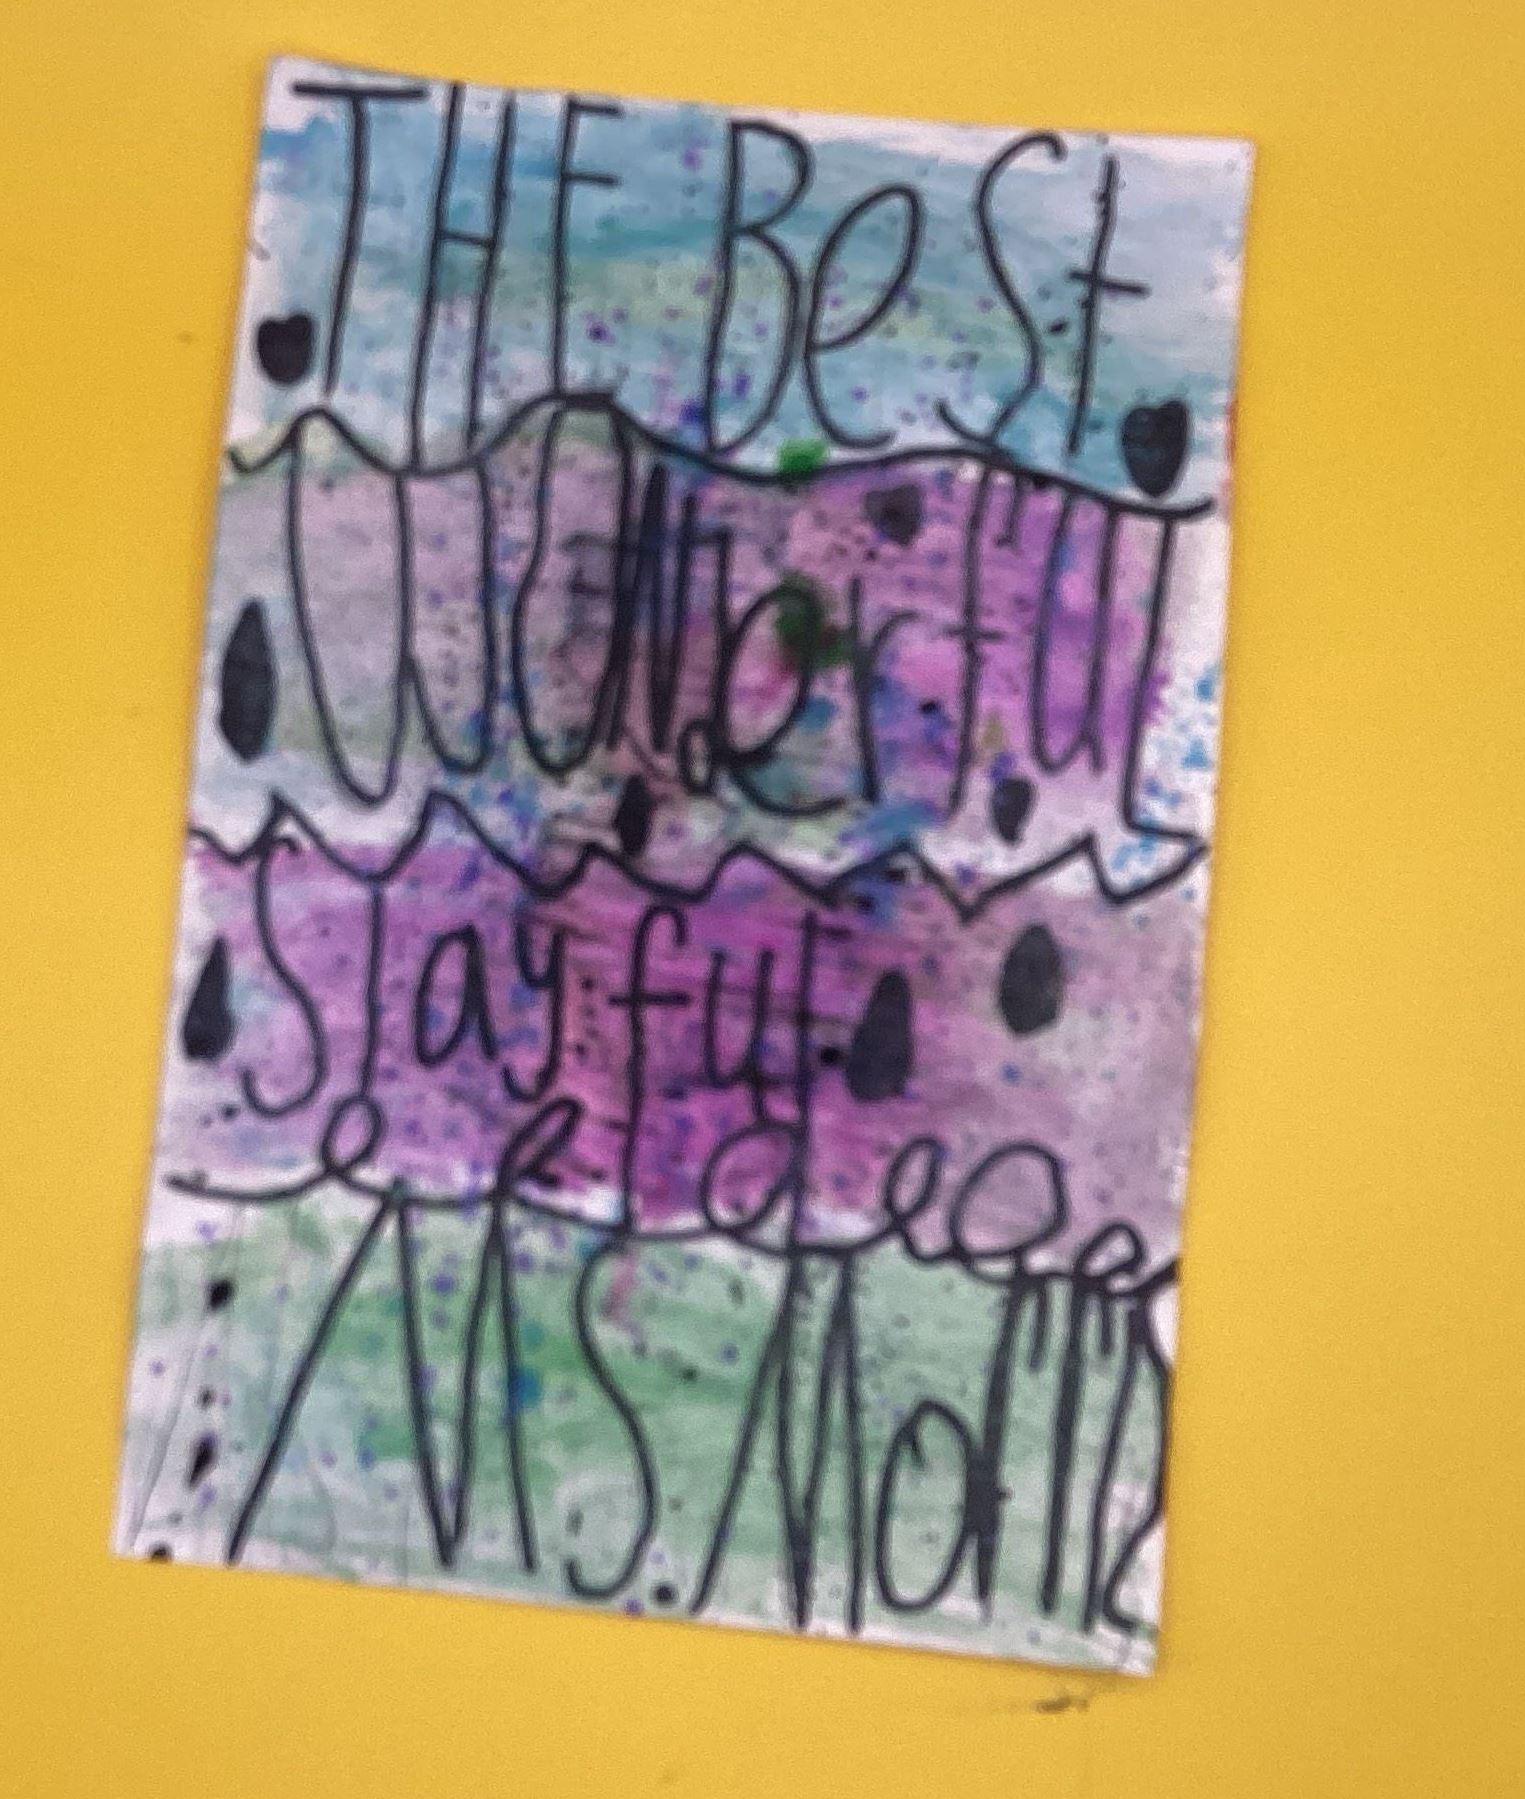 THE BeSt
Wonderful
Slayful
MS.